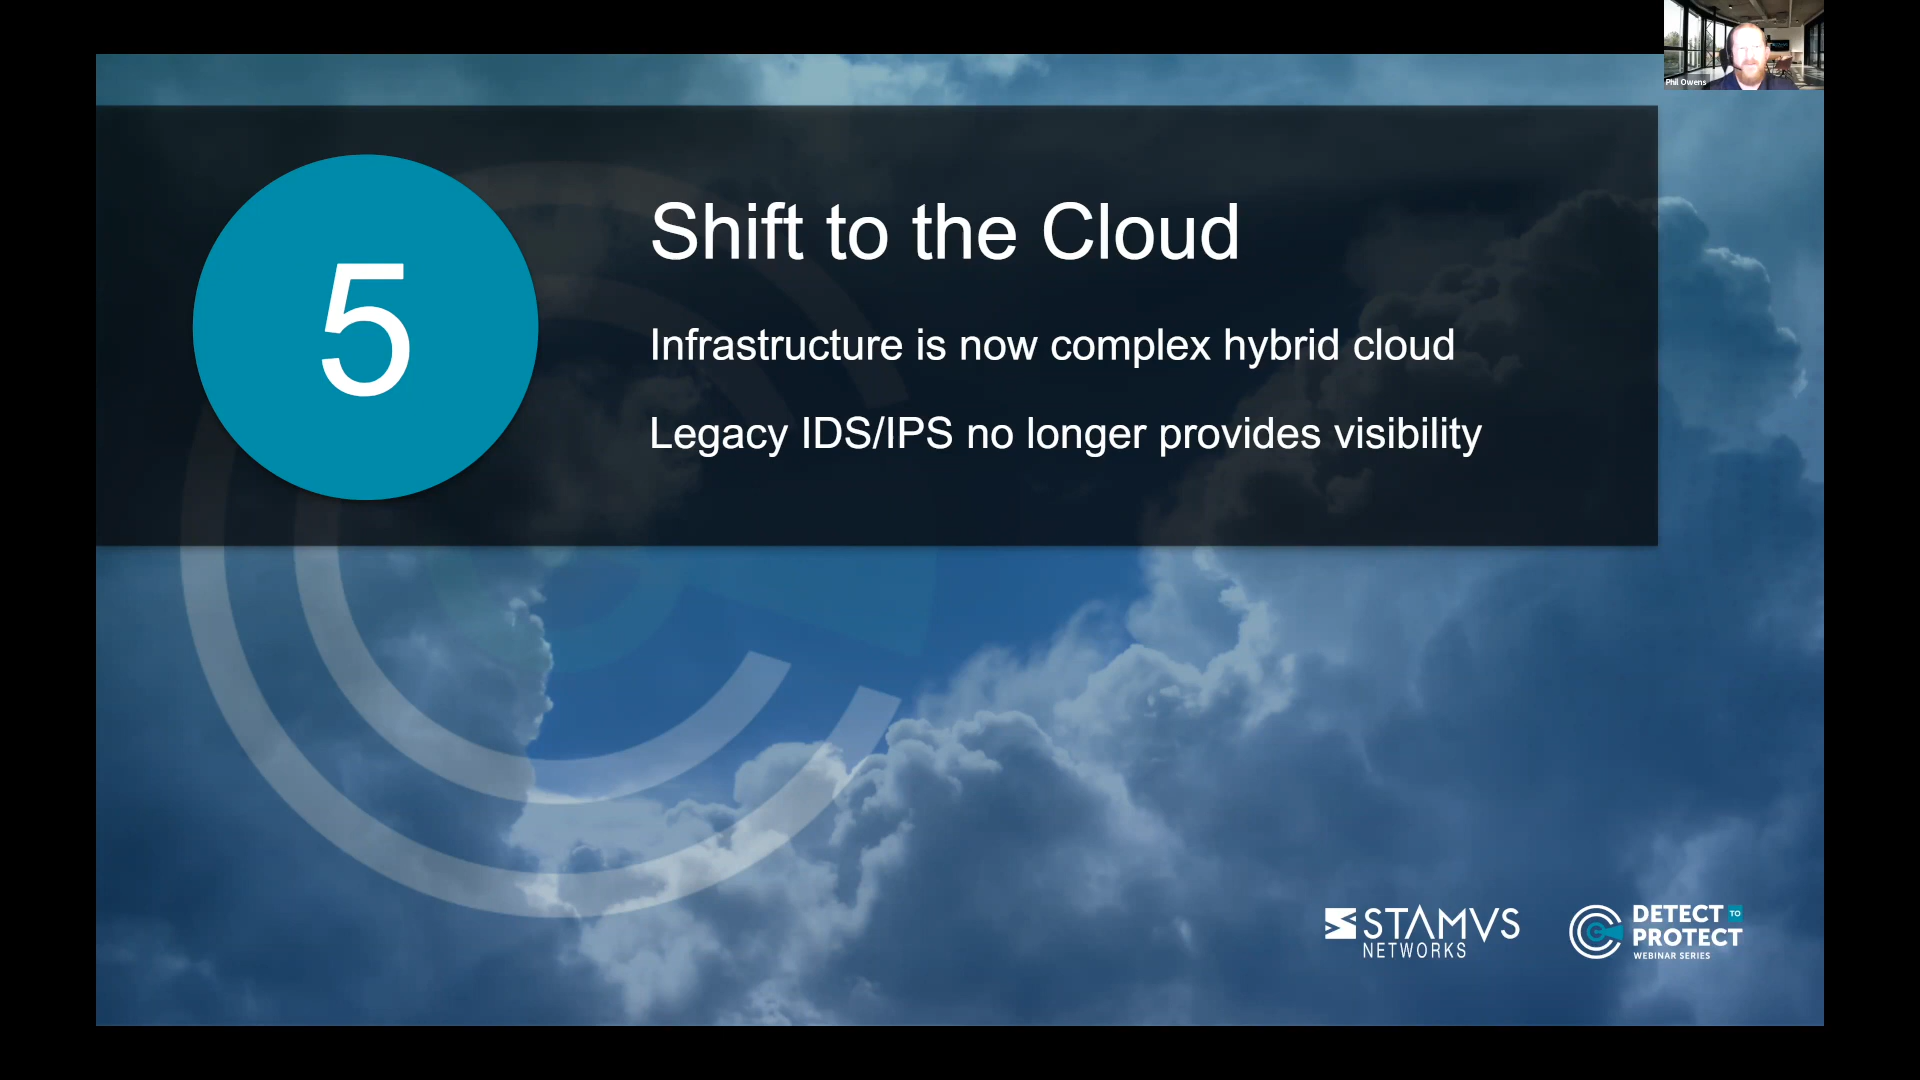 Phil Owens
5
Shift to the Cloud
Infrastructure is now complex hybrid cloud
Legacy IDS/IPS no longer provides visibility
STAMVS
NETWORKS
DETECT TO
PROTECT
WEBINAR SERIES